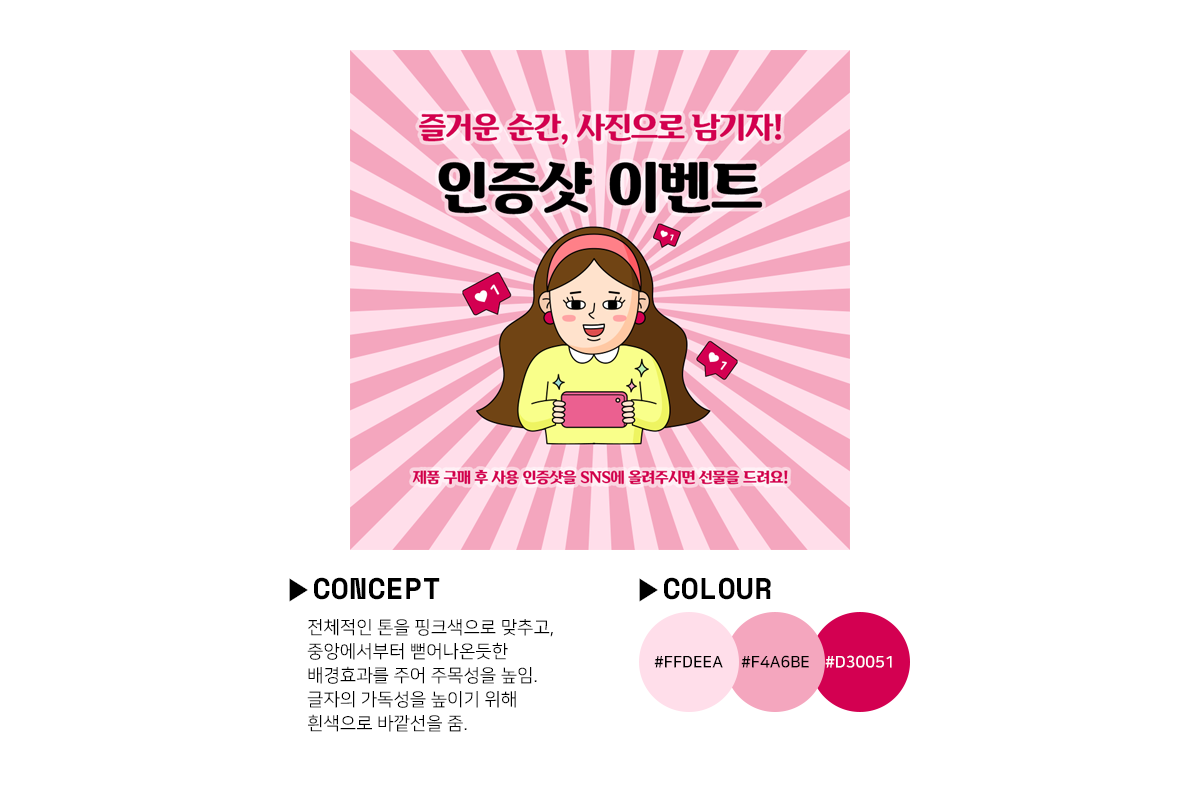 즐거운 순간, 사진으로 남기자!
인증샷 이벤트
1
1
1
제품 구매 후 사용 인증샷을 SNS에 올려주시면 선물을 드려요!
▶CONCEPT
전체적인 톤을 핑크색으로 맞추고,
중앙에서부터 뻗어나온듯한
배경효과를 주어 주목성을 높임.
글자의 가독성을 높이기 위해
흰색으로 바깥선을 줌.
▶COLOUR
#FFDEEA #F4A6BE #D30051